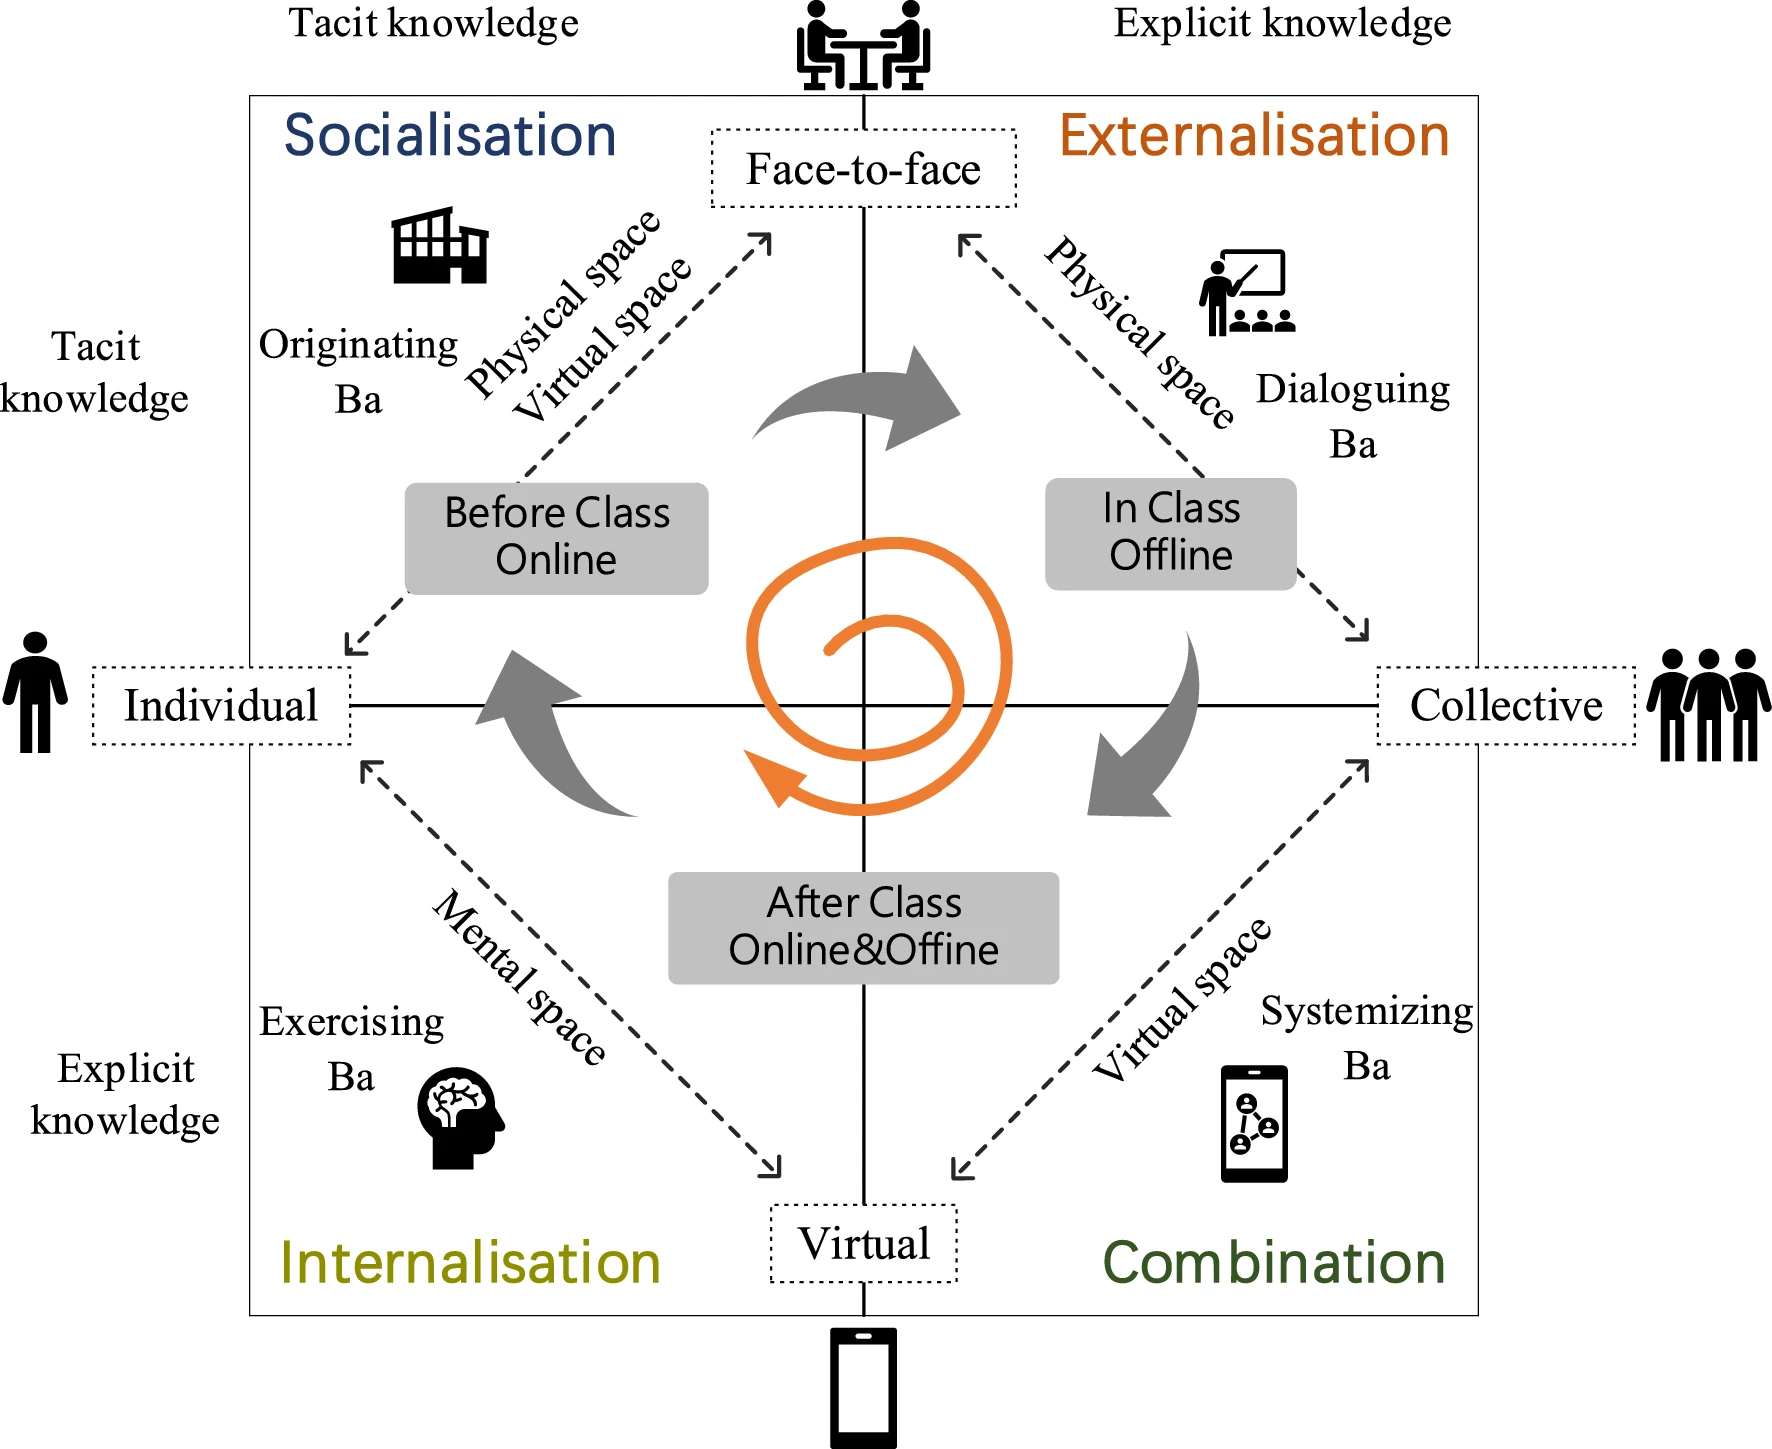 Tacit knowledge
Explicit knowledge
Socialisation
Externalisation
Face-to-face
Physical space
Virtual space
Physical space
Originating
Ba
Dialoguing
Ba
Tacit
knowledge
Before Class
Online
In Class
Offline
Individual
Collective
After Class
Online&Offine
Mental space
Virtual space
Exercising
Ba
Systemizing
Ba
Explicit
knowledge
Internalisation
Virtual
Combination